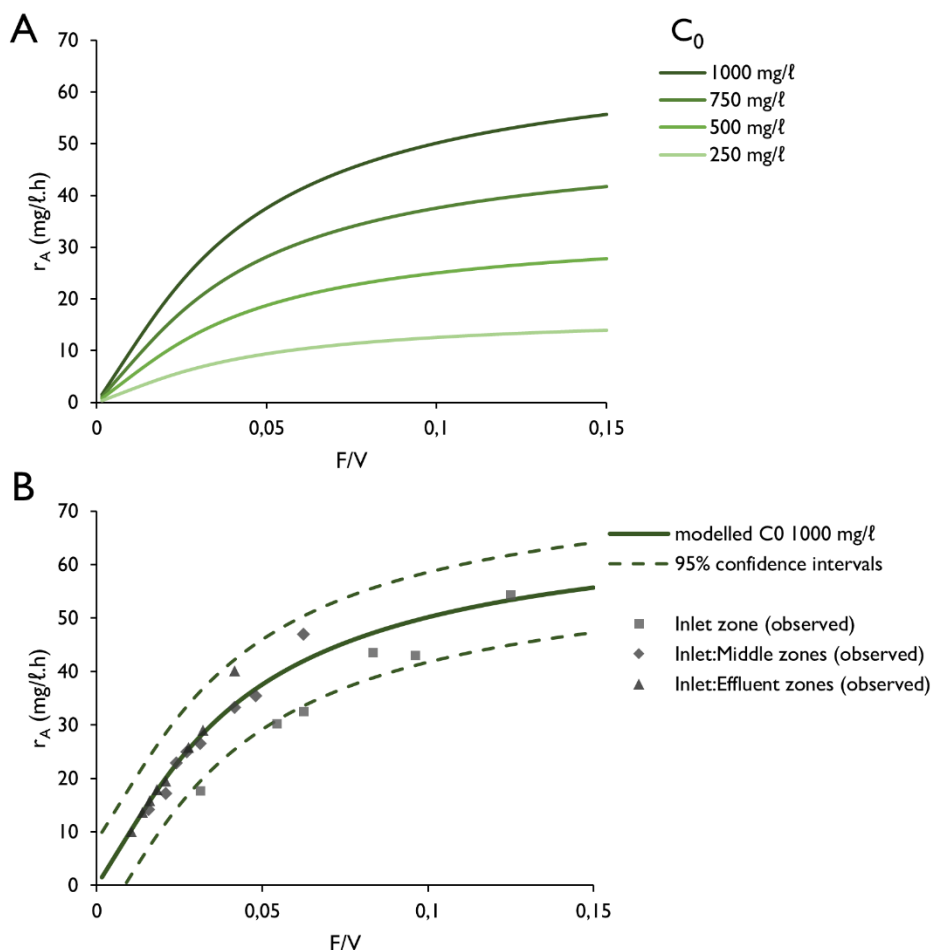 A
C₀
1000 mg/ℓ
750 mg/ℓ
500 mg/ℓ
250 mg/ℓ
r_A (mg/ℓ.h)
70
60
50
40
30
20
10
0
0 0,05 0,1 0,15
F/V
B
modelled C0 1000 mg/ℓ
95% confidence intervals
Inlet zone (observed)
Inlet:Middle zones (observed)
Inlet:Effluent zones (observed)
r_A (mg/ℓ.h)
70
60
50
40
30
20
10
0
0 0,05 0,1 0,15
F/V